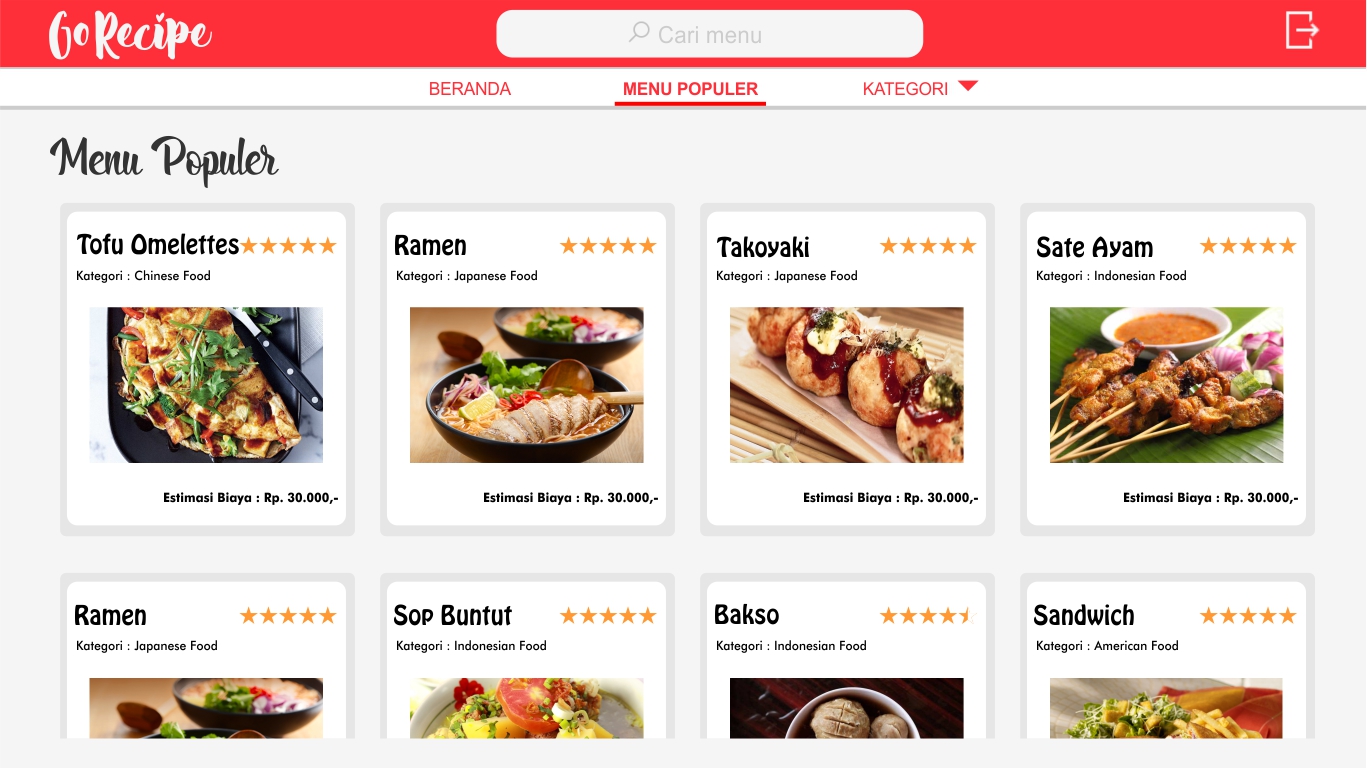 Go Recipe
Cari menu
BERANDA
MENU POPULER
KATEGORI
Menu Populer
Tofu Omelettes
Kategori : Chinese Food
Estimasi Biaya : Rp. 30.000,-
Ramen
Kategori : Japanese Food
Estimasi Biaya : Rp. 30.000,-
Takoyaki
Kategori : Japanese Food
Estimasi Biaya : Rp. 30.000,-
Sate Ayam
Kategori : Indonesian Food
Estimasi Biaya : Rp. 30.000,-
Ramen
Kategori : Japanese Food
Sop Buntut
Kategori : Indonesian Food
Bakso
Kategori : Indonesian Food
Sandwich
Kategori : American Food